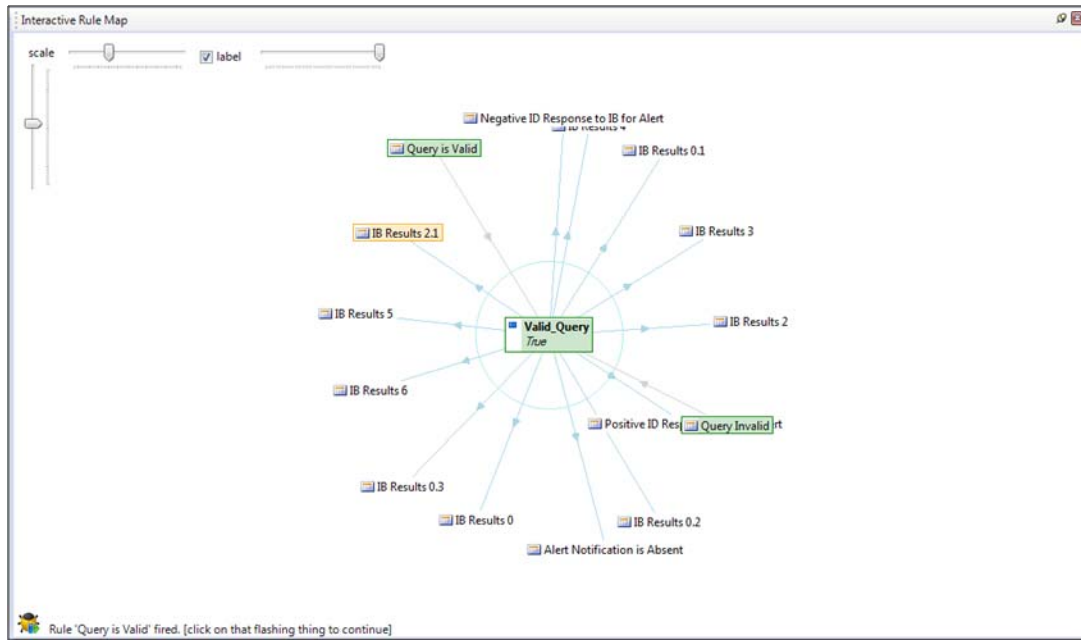 Interactive Rule Map
scale
label
Negative ID Response to IB for Alert
IB Results 4
Query is Valid
IB Results 0.1
IB Results 2.1
IB Results 3
IB Results 5
Valid_Query
True
IB Results 2
IB Results 6
Positive ID Res
Query Invalid
rt
IB Results 0.3
IB Results 0
IB Results 0.2
Alert Notification is Absent
Rule 'Query is Valid' fired. [click on that flashing thing to continue]